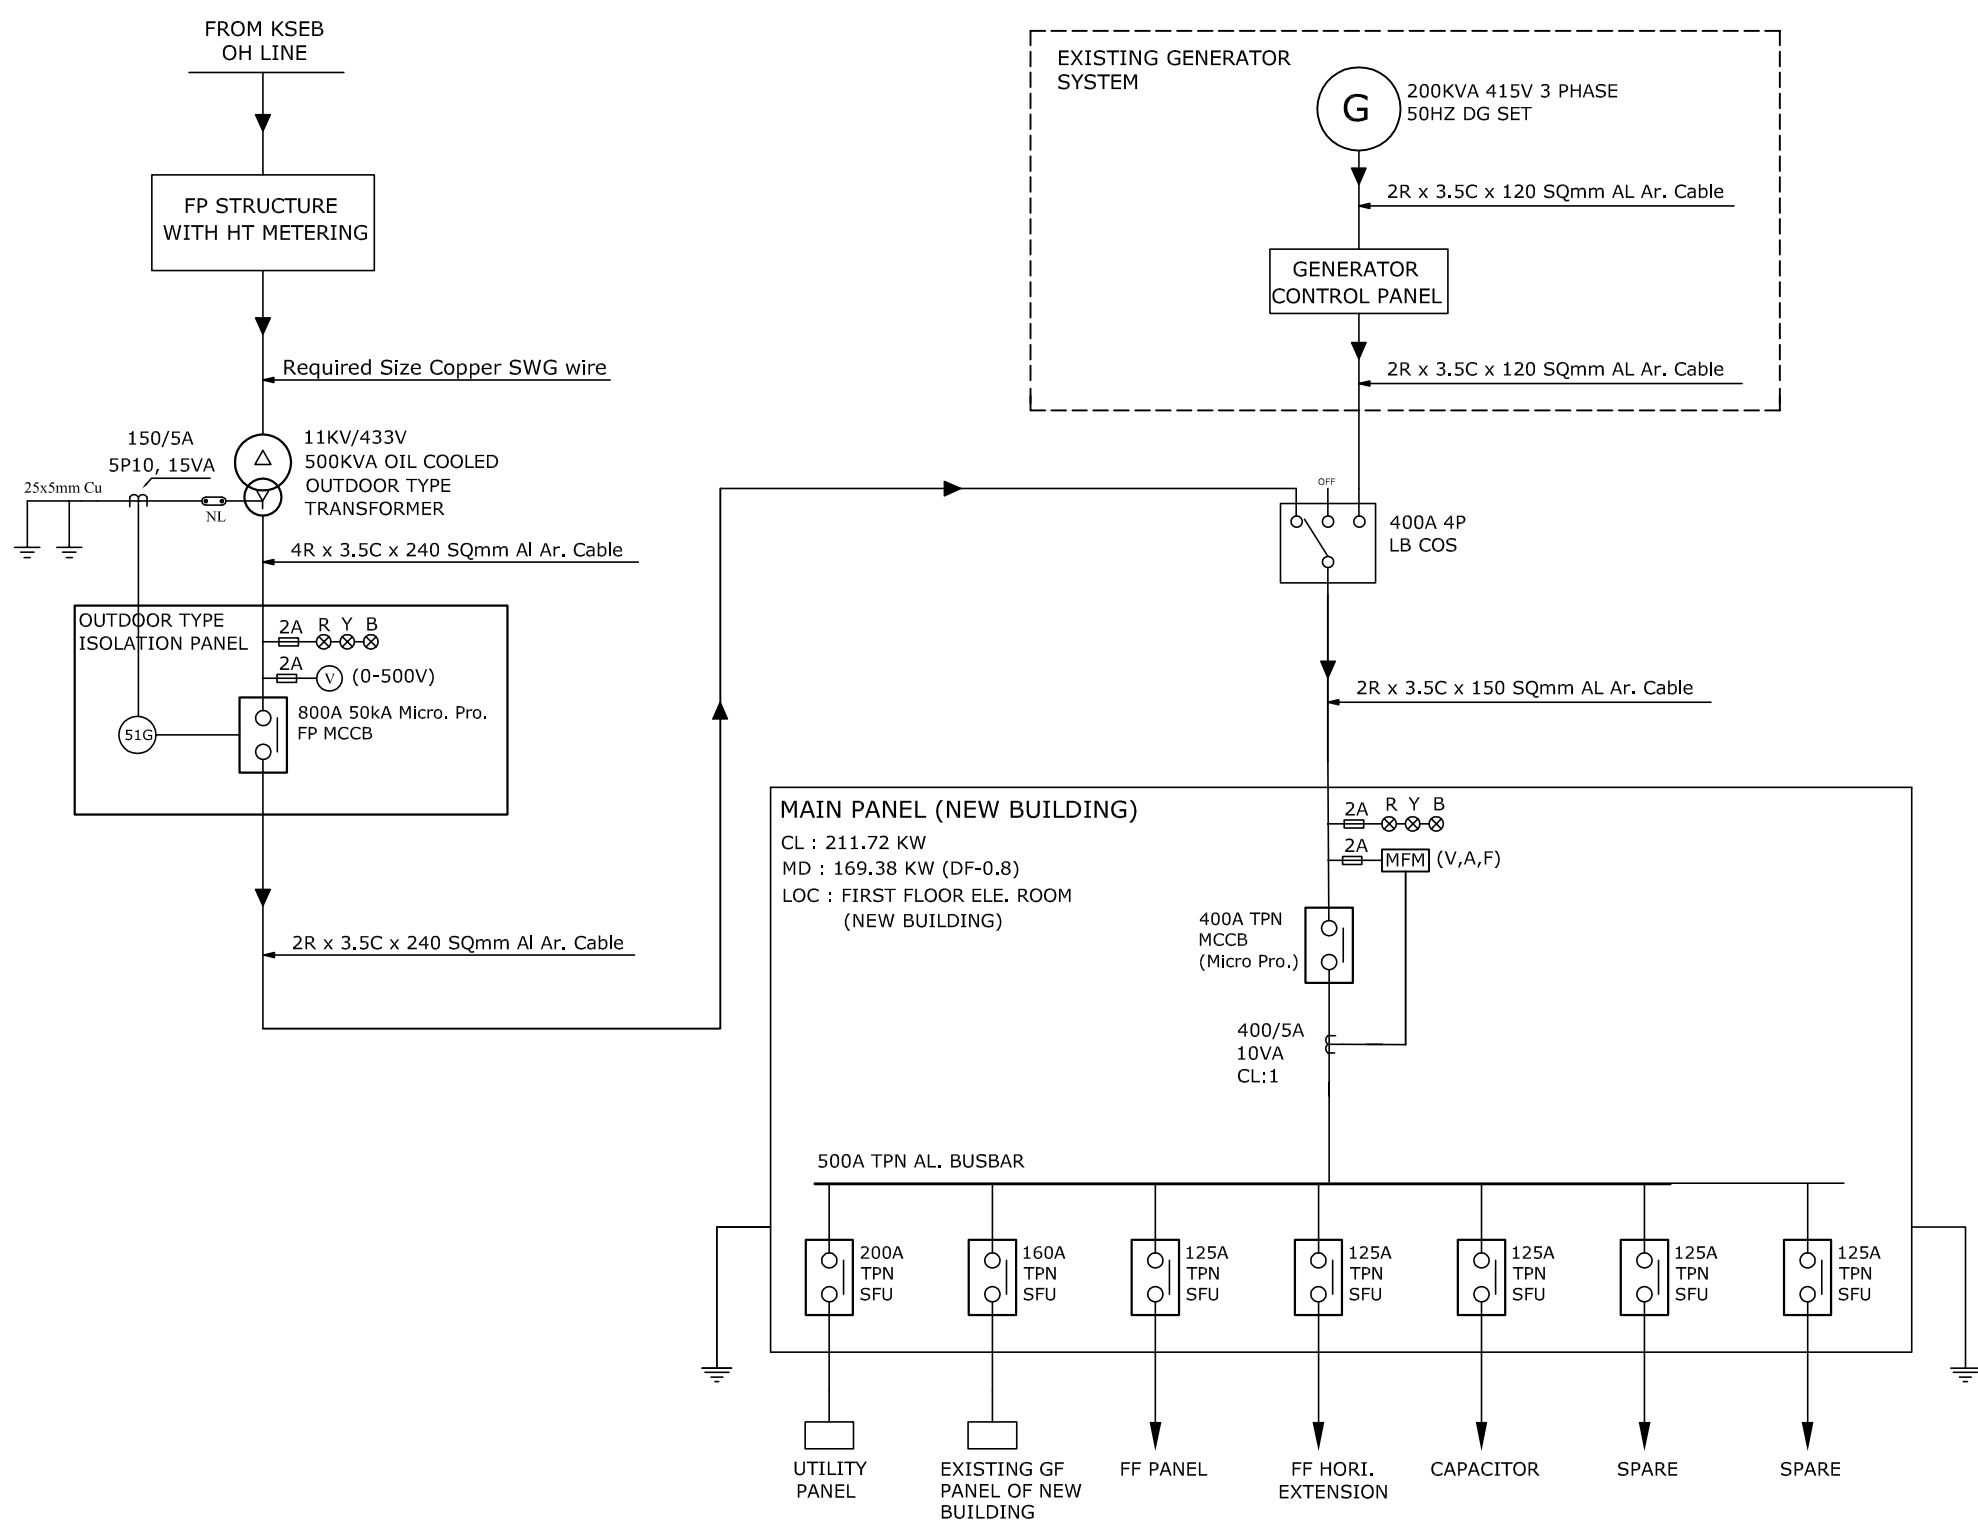 FROM KSEB
OH LINE
FP STRUCTURE
WITH HT METERING
Required Size Copper SWG wire
150/5A
5P10, 15VA
25x5mm Cu
NL
11KV/433V
500KVA OIL COOLED
OUTDOOR TYPE
TRANSFORMER
4R x 3.5C x 240 SQmm Al Ar. Cable
OUTDOOR TYPE
ISOLATION PANEL
2A R Y B
2A V (0-500V)
51G
800A 50kA Micro. Pro.
FP MCCB
2R x 3.5C x 240 SQmm Al Ar. Cable
EXISTING GENERATOR
SYSTEM
G
200KVA 415V 3 PHASE
50HZ DG SET
2R x 3.5C x 120 SQmm AL Ar. Cable
GENERATOR
CONTROL PANEL
2R x 3.5C x 120 SQmm AL Ar. Cable
OFF
400A 4P
LB COS
2R x 3.5C x 150 SQmm AL Ar. Cable
MAIN PANEL (NEW BUILDING)
CL : 211.72 KW
MD : 169.38 KW (DF-0.8)
LOC : FIRST FLOOR ELE. ROOM
(NEW BUILDING)
2A R Y B
2A MFM (V,A,F)
400A TPN
MCCB
(Micro Pro.)
400/5A
10VA
CL:1
500A TPN AL. BUSBAR
200A
TPN
SFU
160A
TPN
SFU
125A
TPN
SFU
125A
TPN
SFU
125A
TPN
SFU
125A
TPN
SFU
125A
TPN
SFU
UTILITY
PANEL
EXISTING GF
PANEL OF NEW
BUILDING
FF PANEL
FF HORI.
EXTENSION
CAPACITOR
SPARE
SPARE